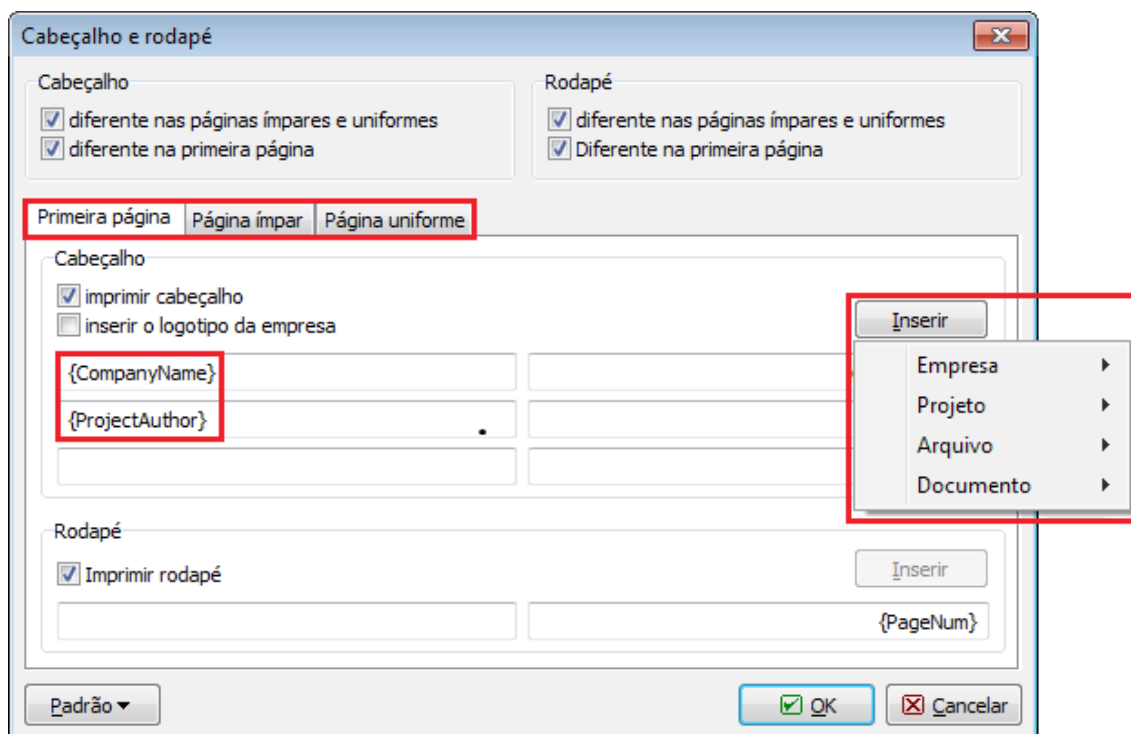 Cabeçalho e rodapé
Cabeçalho
diferente nas páginas ímpares e uniformes
diferente na primeira página
Rodapé
diferente nas páginas ímpares e uniformes
Diferente na primeira página
Primeira página Página ímpar Página uniforme
Cabeçalho
imprimir cabeçalho
inserir o logotipo da empresa
Inserir
Empresa
Projeto
Arquivo
Documento
{CompanyName}
{ProjectAuthor}
Rodapé
Imprimir rodapé
Inserir
{PageNum}
Padrão
OK
Cancelar